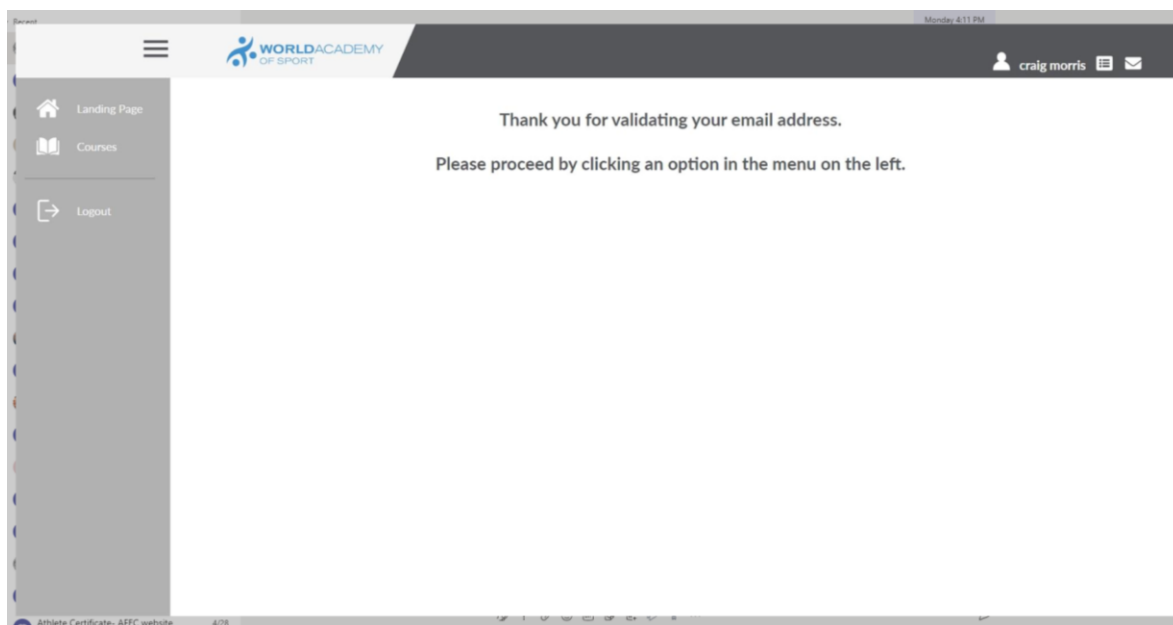 Recent
Monday 4:11 PM
WORLDACADEMY
OF SPORT
craig morris
Landing Page
Courses
Logout
Thank you for validating your email address.
Please proceed by clicking an option in the menu on the left.
Athlete Certificate- AFEC website 4/28